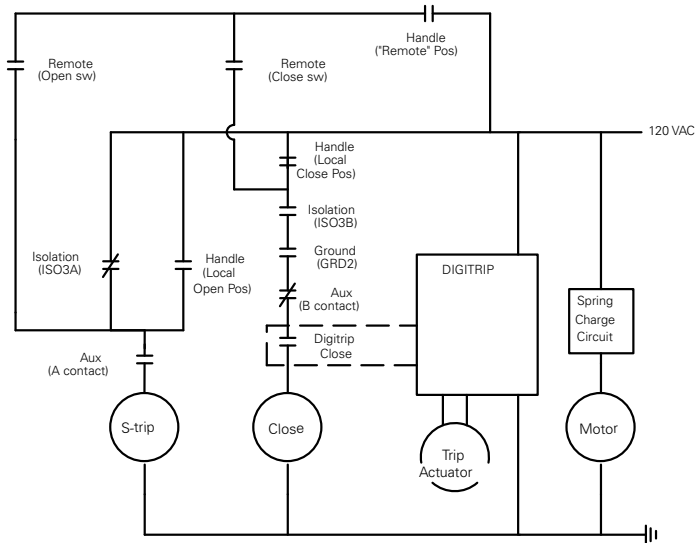 Handle
("Remote" Pos)
Remote
(Open sw)
Remote
(Close sw)
120 VAC
Handle
(Local
Close Pos)
Isolation
(ISO3B)
Isolation
(ISO3A)
Handle
(Local
Open Pos)
Ground
(GRD2)
DIGITRIP
Aux
(B contact)
Spring
Charge
Circuit
Digitrip
Close
Aux
(A contact)
S-trip
Close
Motor
Trip
Actuator